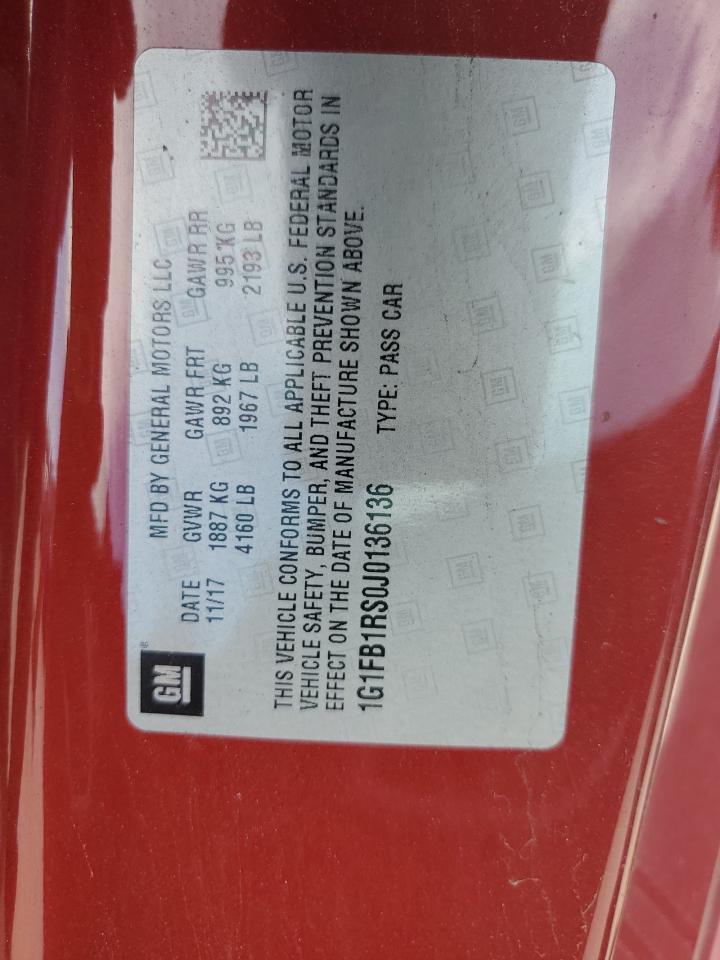 GM
MFD BY GENERAL MOTORS LLC
DATE GVWR GAWR FRT GAWR RR
11/17 1887 KG 892 KG 995 KG
4160 LB 1967 LB 2193 LB
THIS VEHICLE CONFORMS TO ALL APPLICABLE U.S. FEDERAL MOTOR
VEHICLE SAFETY, BUMPER, AND THEFT PREVENTION STANDARDS IN
EFFECT ON THE DATE OF MANUFACTURE SHOWN ABOVE.
1G1FB1RS0J0136136 TYPE: PASS CAR